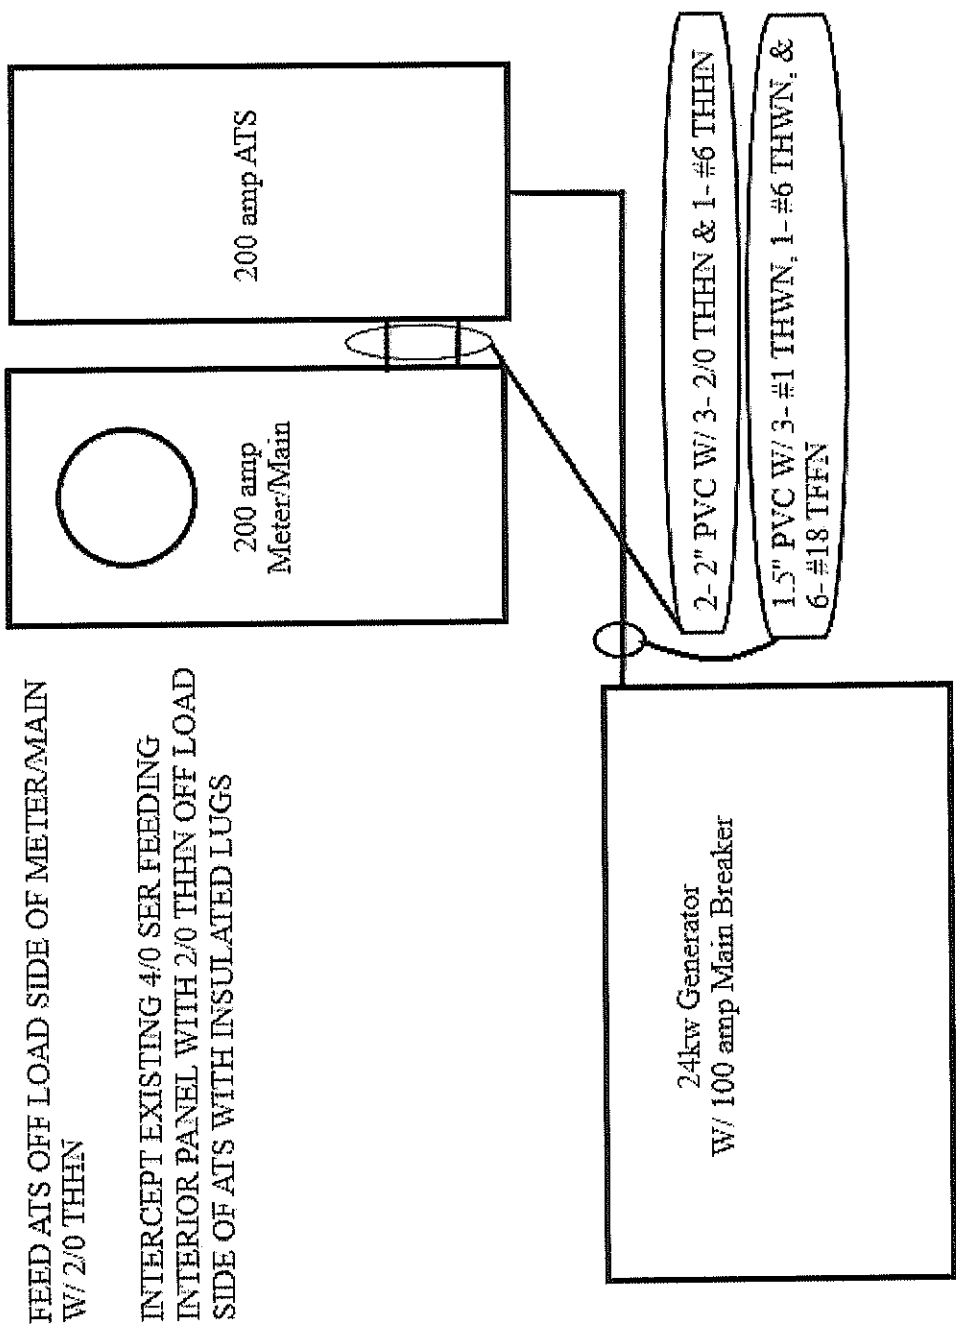 FEED ATS OFF LOAD SIDE OF METER/MAIN
W/ 2/0 THHN
INTERCEPT EXISTING 4/0 SER FEEDING
INTERIOR PANEL WITH 2/0 THHN OFF LOAD
SIDE OF ATS WITH INSULATED LUGS
200 amp
Meter/Main
200 amp ATS
24kw Generator
W/ 100 amp Main Breaker
2- 2" PVC W/ 3- 2/0 THHN & 1- #6 THHN
1.5" PVC W/ 3- #1 THWN, 1- #6 THWN, &
6- #18 TFFN